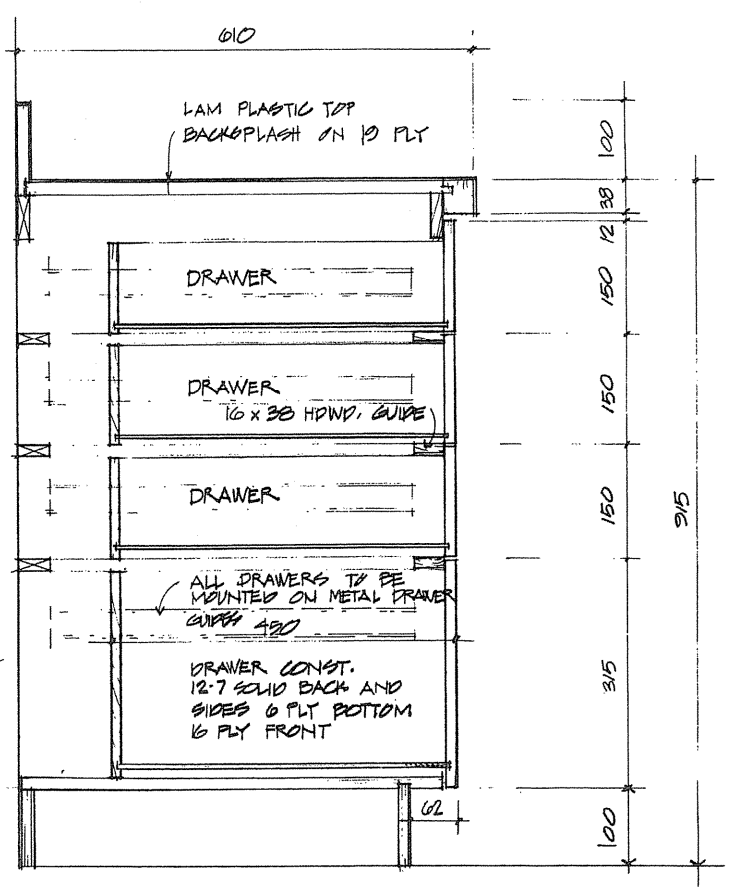 610
LAM PLASTIC TOP
BACKSPLASH ON 19 PLY
100
38
12
DRAWER
150
DRAWER
16 x 38 HDWD. GUIDE
150
DRAWER
150
915
ALL DRAWERS TO BE
MOUNTED ON METAL DRAWER
GUIDES
450
DRAWER CONST.
12.7 SOLID BACK AND
SIDES 6 PLY BOTTOM
16 PLY FRONT
315
62
100